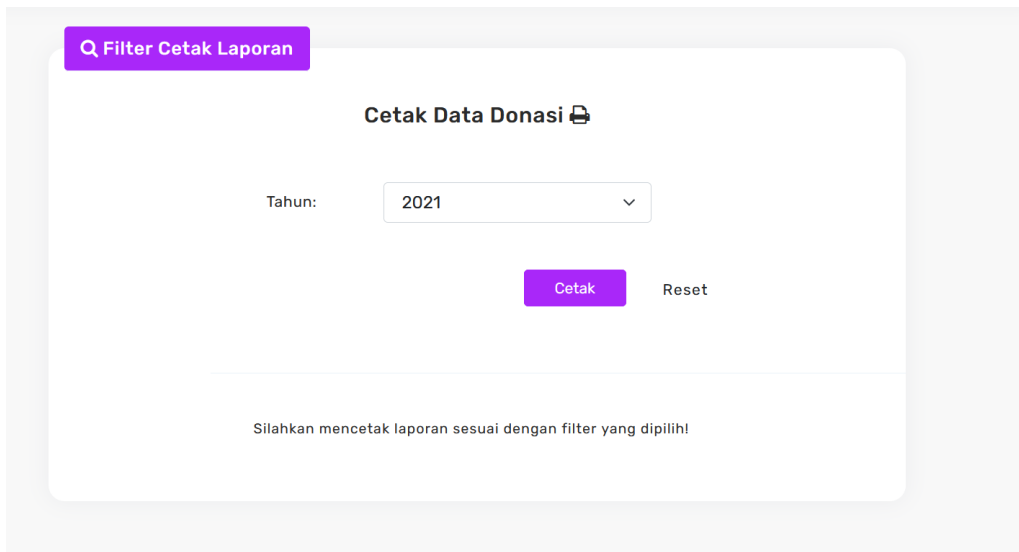 Filter Cetak Laporan
Cetak Data Donasi
Tahun:
2021
Cetak
Reset
Silahkan mencetak laporan sesuai dengan filter yang dipilih!